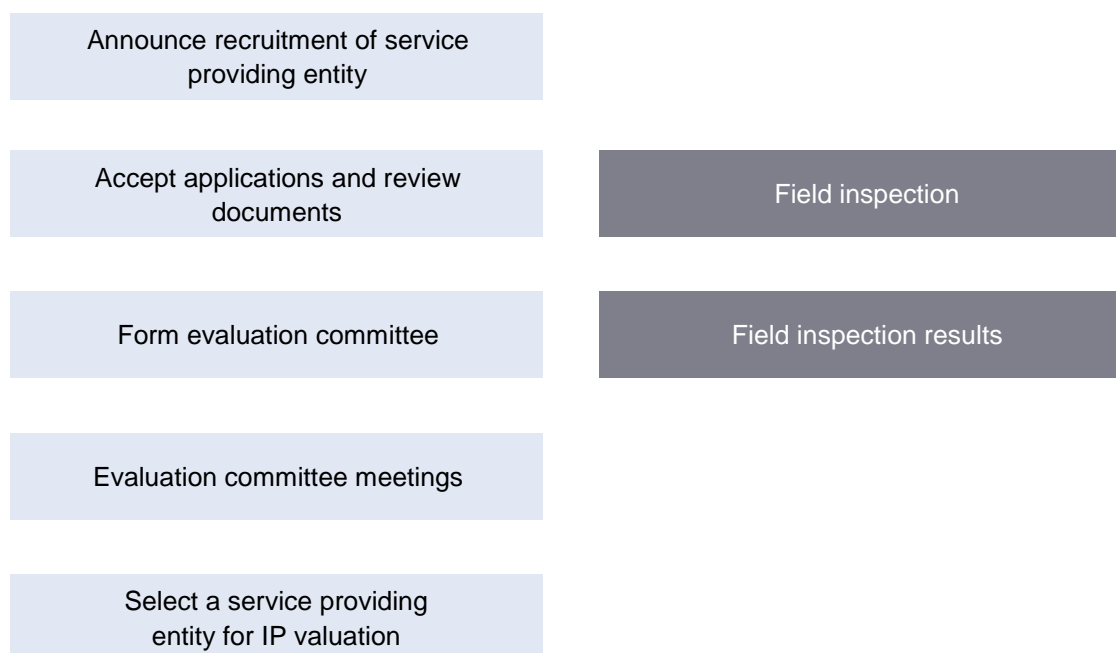 Announce recruitment of service
providing entity
Accept applications and review
documents
Field inspection
Form evaluation committee
Field inspection results
Evaluation committee meetings
Select a service providing
entity for IP valuation